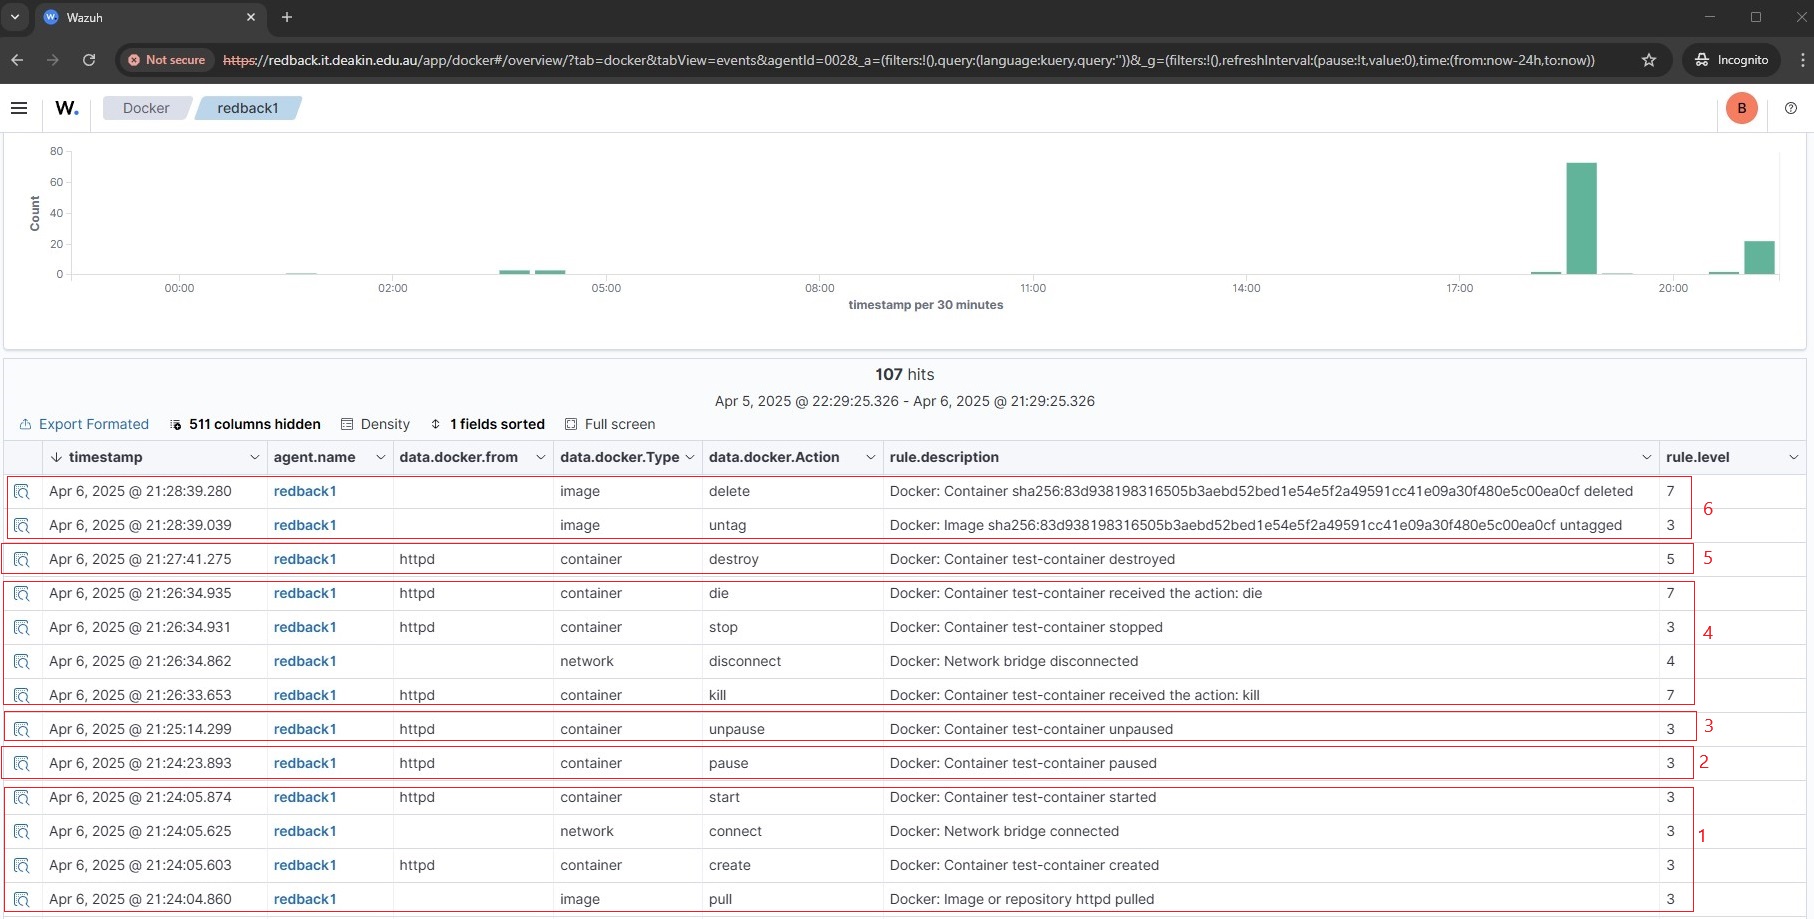 Wazuh
Not secure https://redback.it.deakin.edu.au/app/docker#/overview/?tab=docker&tabView=events&agentId=002&_a=(filters:!(),query:(language:kuery,query:''))&_g=(filters:!(),refreshInterval:(pause:!t,value:0),time:(from:now-24h,to:now)) Incognito
W. Docker redback1 B
80
60
40
20
0
Count
00:00 02:00 05:00 08:00 11:00 14:00 17:00 20:00
timestamp per 30 minutes
107 hits
Apr 5, 2025 @ 22:29:25.326 - Apr 6, 2025 @ 21:29:25.326
Export Formated 511 columns hidden Density 1 fields sorted Full screen
timestamp agent.name data.docker.from data.docker.Type data.docker.Action rule.description rule.level
Apr 6, 2025 @ 21:28:39.280 redback1 image delete Docker: Container sha256:83d938198316505b3aebd52bed1e54e5f2a49591cc41e09a30f480e5c00ea0cf deleted 7
6
Apr 6, 2025 @ 21:28:39.039 redback1 image untag Docker: Image sha256:83d938198316505b3aebd52bed1e54e5f2a49591cc41e09a30f480e5c00ea0cf untagged 3
Apr 6, 2025 @ 21:27:41.275 redback1 httpd container destroy Docker: Container test-container destroyed 5 5
Apr 6, 2025 @ 21:26:34.935 redback1 httpd container die Docker: Container test-container received the action: die 7
Apr 6, 2025 @ 21:26:34.931 redback1 httpd container stop Docker: Container test-container stopped 3 4
Apr 6, 2025 @ 21:26:34.862 redback1 network disconnect Docker: Network bridge disconnected 4
Apr 6, 2025 @ 21:26:33.653 redback1 httpd container kill Docker: Container test-container received the action: kill 7
Apr 6, 2025 @ 21:25:14.299 redback1 httpd container unpause Docker: Container test-container unpaused 3 3
Apr 6, 2025 @ 21:24:23.893 redback1 httpd container pause Docker: Container test-container paused 3 2
Apr 6, 2025 @ 21:24:05.874 redback1 httpd container start Docker: Container test-container started 3
Apr 6, 2025 @ 21:24:05.625 redback1 network connect Docker: Network bridge connected 3 1
Apr 6, 2025 @ 21:24:05.603 redback1 httpd container create Docker: Container test-container created 3
Apr 6, 2025 @ 21:24:04.860 redback1 image pull Docker: Image or repository httpd pulled 3